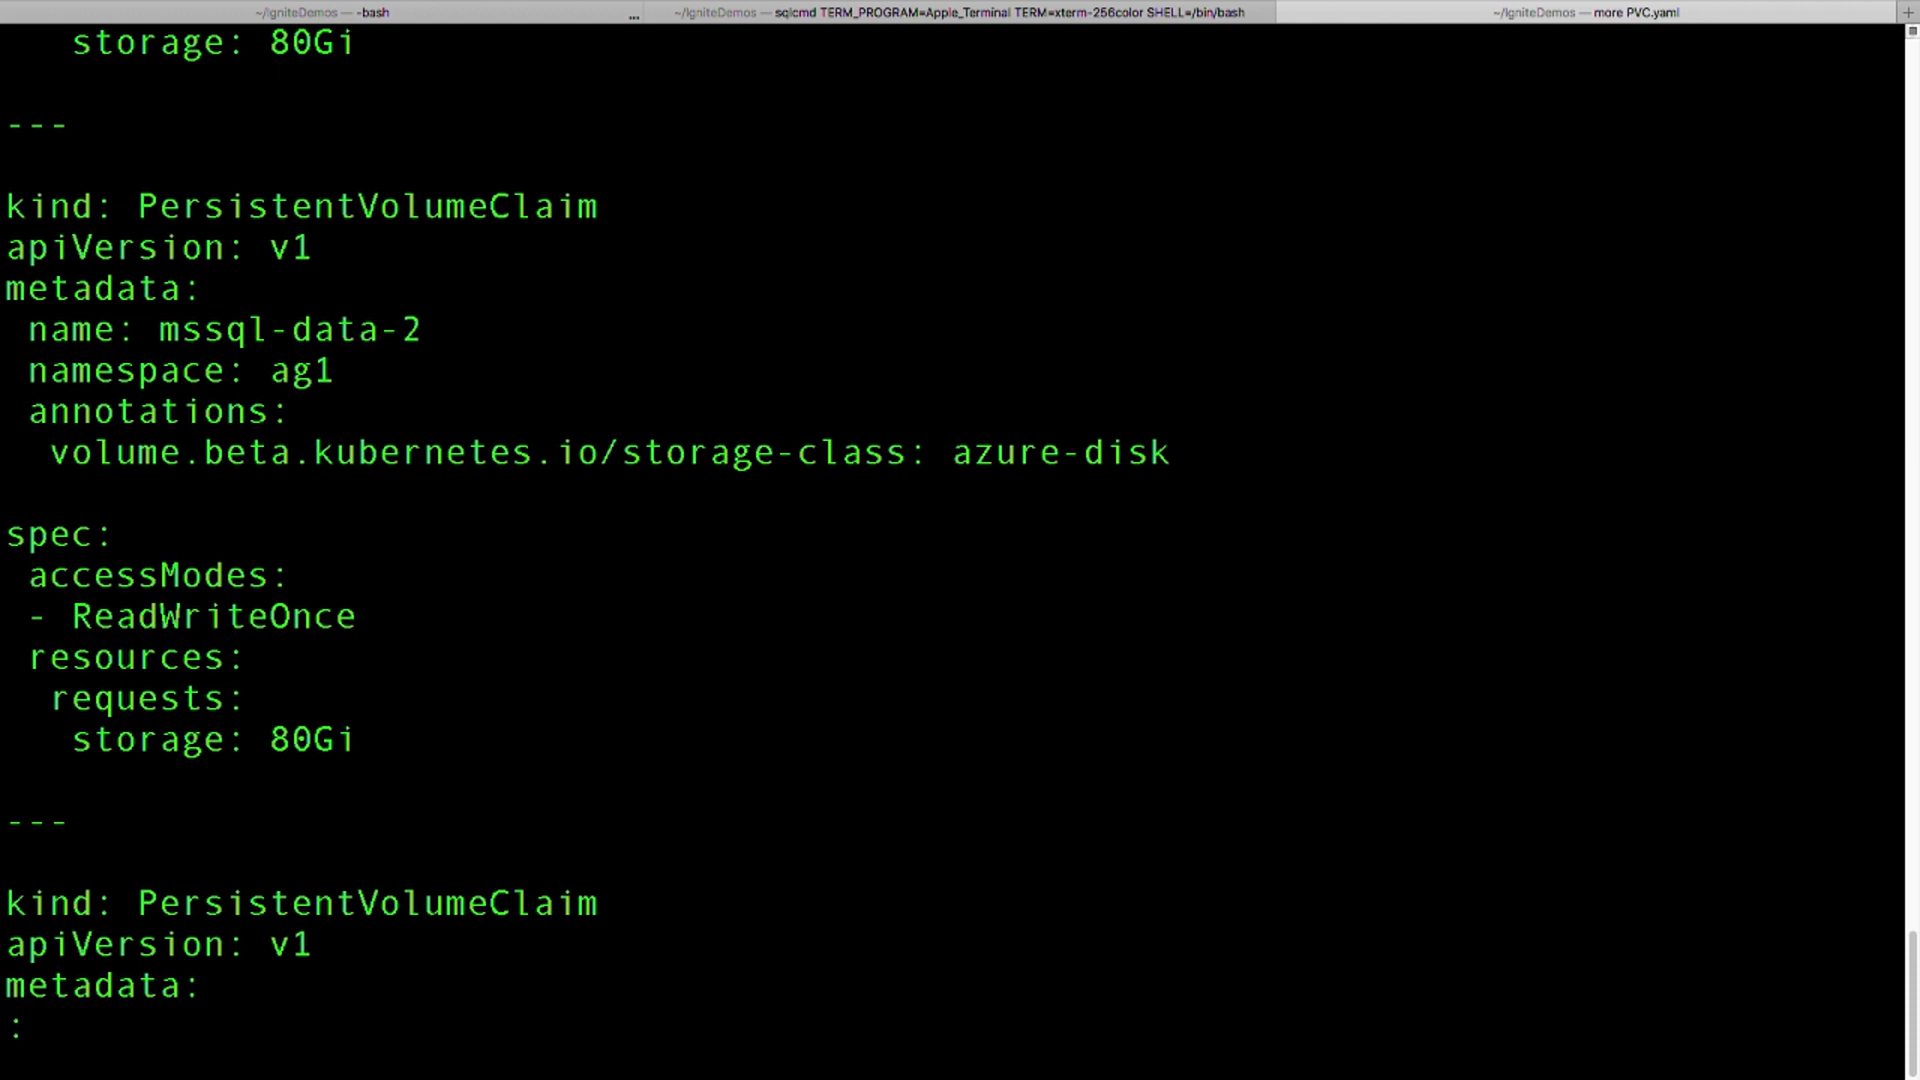 ~/IgniteDemos — -bash
... ~/IgniteDemos — sqlcmd TERM_PROGRAM=Apple_Terminal TERM=xterm-256color SHELL=/bin/bash
~/IgniteDemos — more PVC.yaml
+
storage: 80Gi
---
kind: PersistentVolumeClaim
apiVersion: v1
metadata:
name: mssql-data-2
namespace: ag1
annotations:
volume.beta.kubernetes.io/storage-class: azure-disk
spec:
accessModes:
- ReadWriteOnce
resources:
requests:
storage: 80Gi
---
kind: PersistentVolumeClaim
apiVersion: v1
metadata:
: